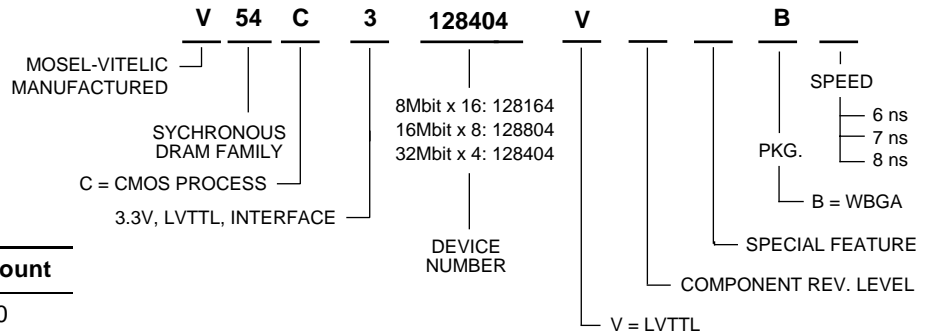 V 54 C 3 128404 V B
MOSEL-VITELIC
MANUFACTURED
SPEED
6 ns
7 ns
8 ns
8Mbit x 16: 128164
16Mbit x 8: 128804
32Mbit x 4: 128404
SYCHRONOUS
DRAM FAMILY
PKG.
C = CMOS PROCESS
B = WBGA
3.3V, LVTTL, INTERFACE
DEVICE
NUMBER
SPECIAL FEATURE
ount
COMPONENT REV. LEVEL
0
V = LVTTL